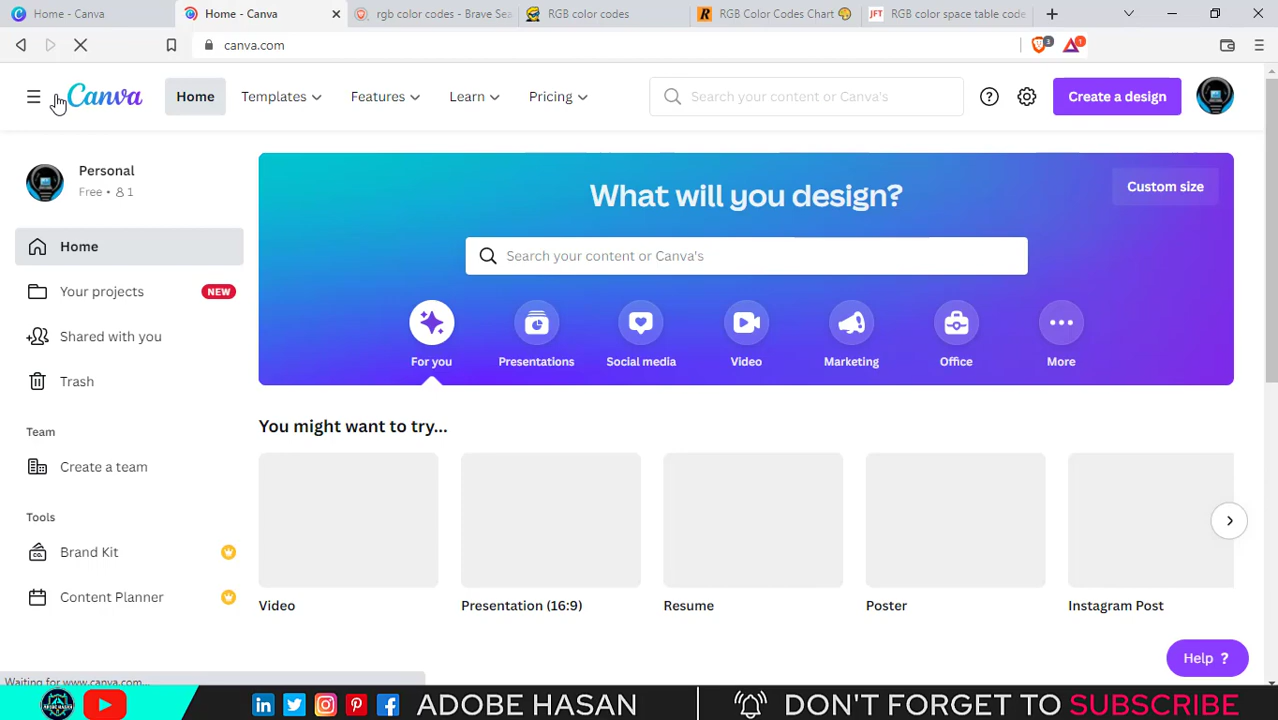 Home - Canva
Home - Canva
rgb color codes - Brave Sea
RGB color codes
RGB Color Codes Chart
JFT RGB color space table code
canva.com
3
1
Canva
Home
Templates
Features
Learn
Pricing
Search your content or Canva's
Create a design
Personal
Free • 1
Home
Your projects NEW
Shared with you
Trash
Team
Create a team
Tools
Brand Kit
Content Planner
What will you design?
Custom size
Search your content or Canva's
For you
Presentations
Social media
Video
Marketing
Office
More
You might want to try...
Video
Presentation (16:9)
Resume
Poster
Instagram Post
Help ?
Waiting for www.canva.com...
ADOBE HASAN
ADOBE HASAN
DON'T FORGET TO SUBSCRIBE